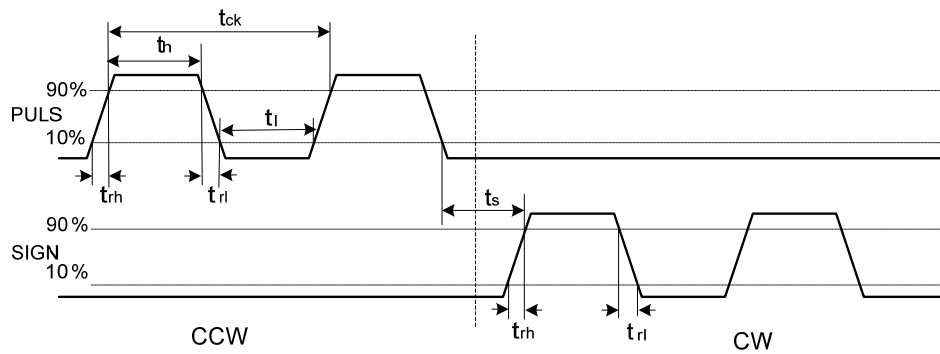 tck
th
90%
PULS
tl
10%
trh
trl
ts
90%
SIGN
10%
trh
trl
CCW
CW